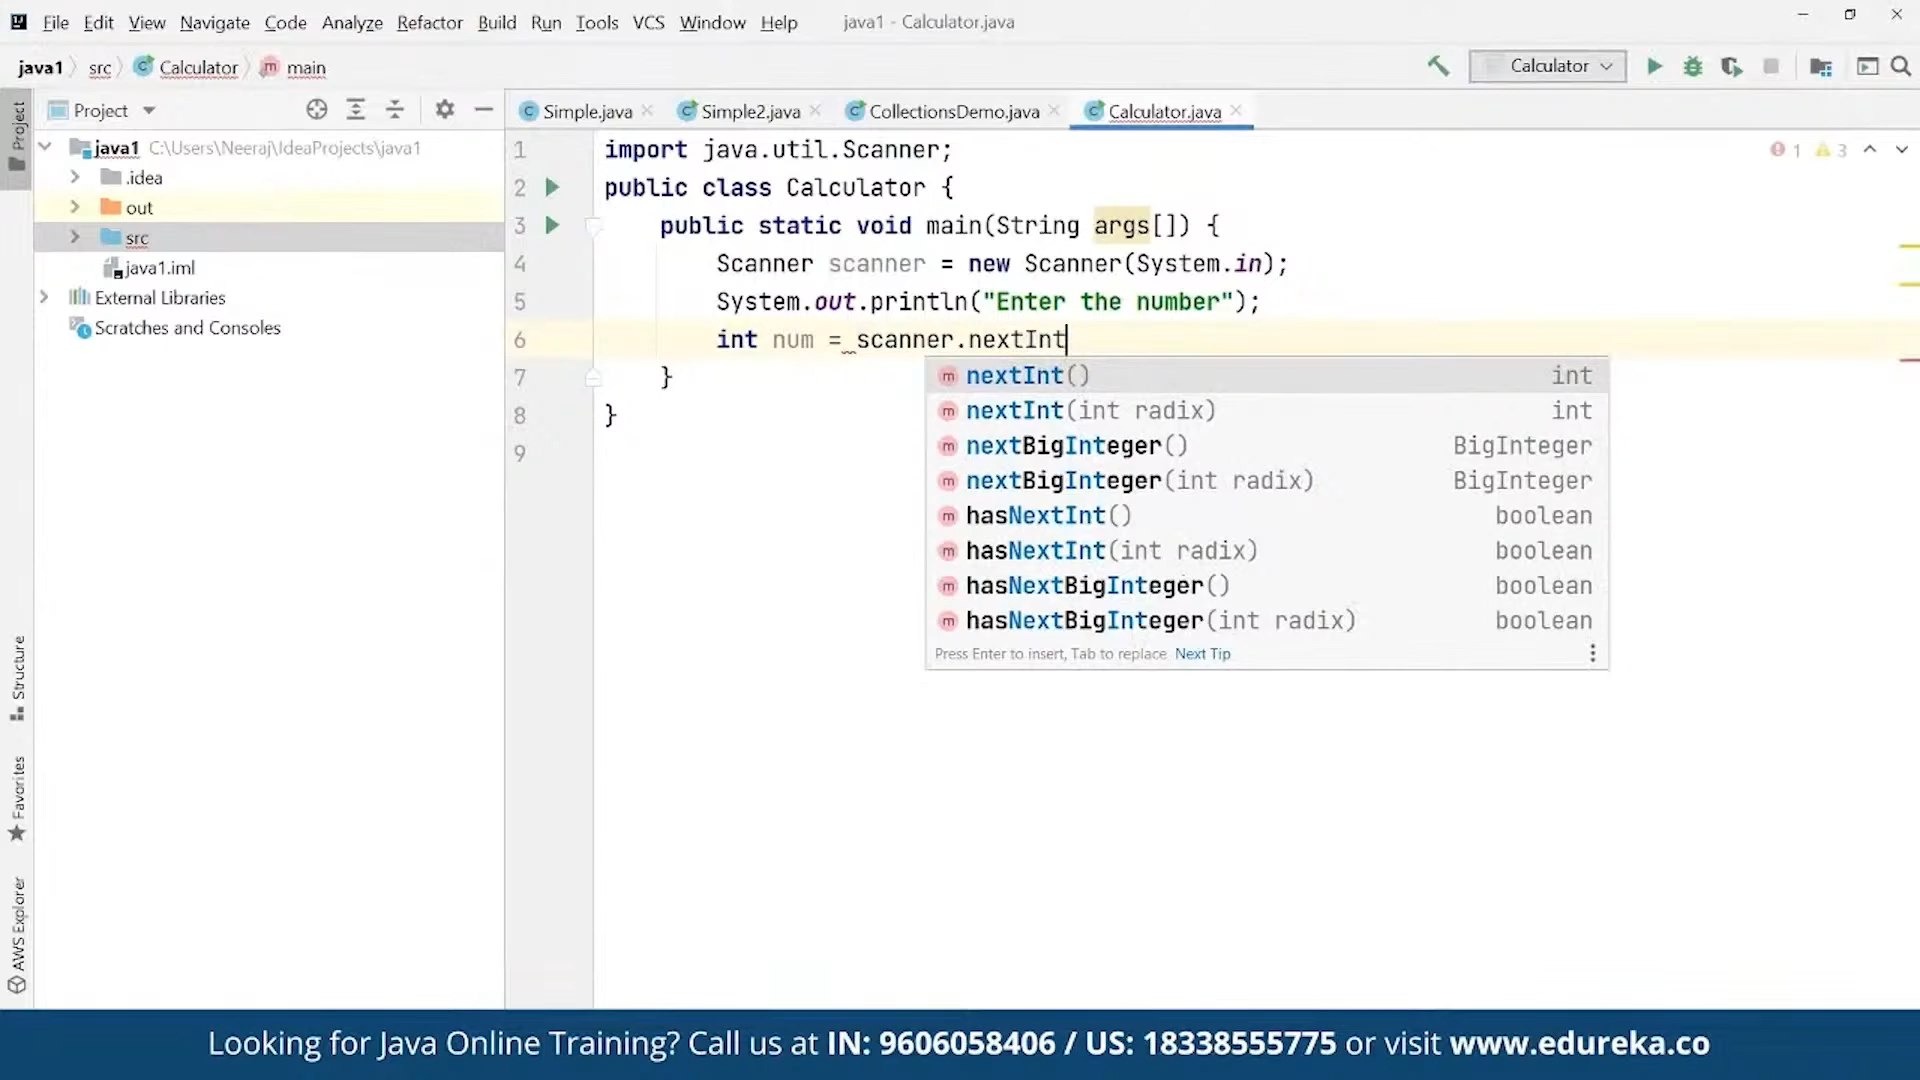 File Edit View Navigate Code Analyze Refactor Build Run Tools VCS Window Help java1 - Calculator.java
java1 src Calculator m main Calculator
Project
Simple.java Simple2.java CollectionsDemo.java Calculator.java
Project
java1 C:\Users\Neeraj\IdeaProjects\java1
.idea
out
src
java1.iml
External Libraries
Scratches and Consoles
Structure
Favorites
AWS Explorer
1 import java.util.Scanner;
2 public class Calculator {
3 public static void main(String args[]) {
4 Scanner scanner = new Scanner(System.in);
5 System.out.println("Enter the number");
6 int num = scanner.nextInt
7 }
8 }
9
1 3
m nextInt() int
m nextInt(int radix) int
m nextBigInteger() BigInteger
m nextBigInteger(int radix) BigInteger
m hasNextInt() boolean
m hasNextInt(int radix) boolean
m hasNextBigInteger() boolean
m hasNextBigInteger(int radix) boolean
Press Enter to insert, Tab to replace Next Tip
Looking for Java Online Training? Call us at IN: 9606058406 / US: 18338555775 or visit www.edureka.co